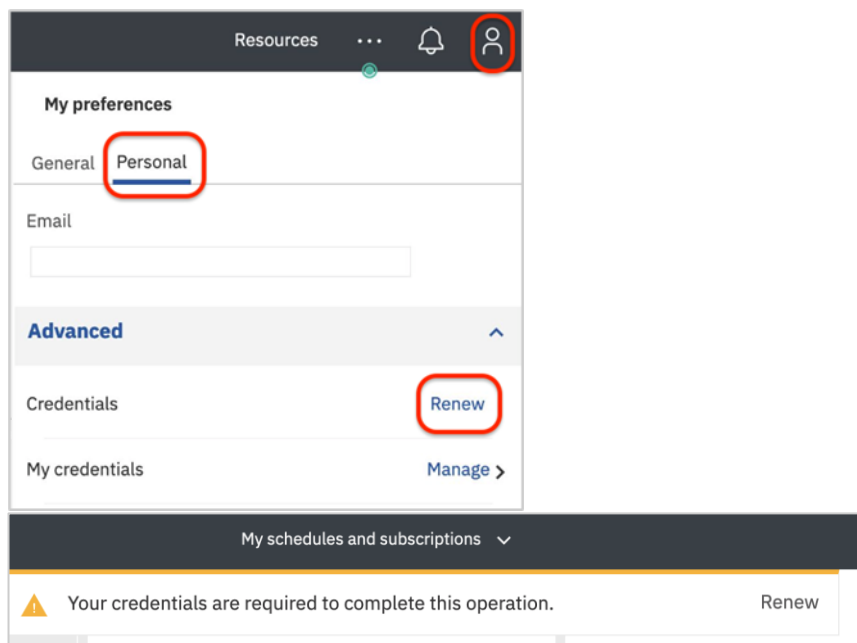 Resources ...
My preferences
General Personal
Email
Advanced
Credentials Renew
My credentials Manage
My schedules and subscriptions
Your credentials are required to complete this operation. Renew